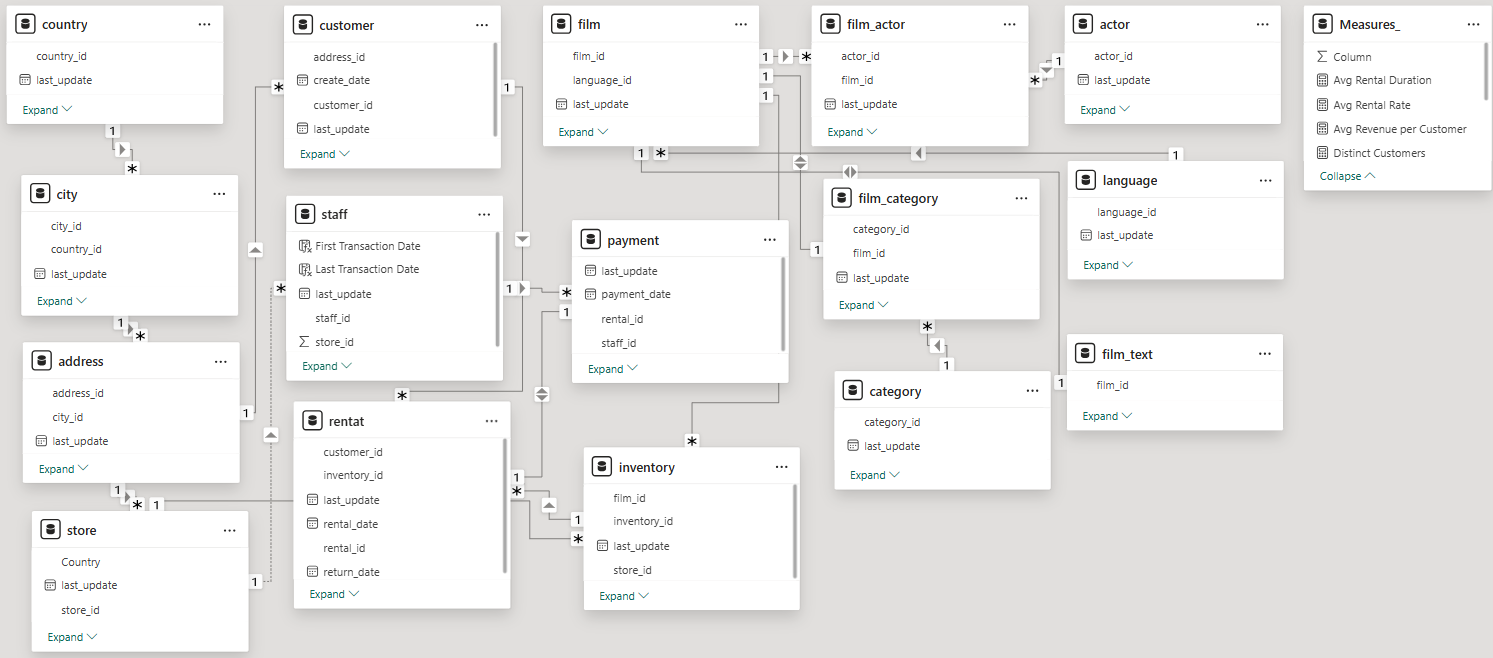 country
country_id
last_update
Expand
customer
address_id
create_date
customer_id
last_update
Expand
film
film_id
language_id
last_update
Expand
film_actor
actor_id
film_id
last_update
Expand
actor
actor_id
last_update
Expand
Measures_
Column
Avg Rental Duration
Avg Rental Rate
Avg Revenue per Customer
Distinct Customers
Collapse
city
city_id
country_id
last_update
Expand
staff
First Transaction Date
Last Transaction Date
last_update
staff_id
store_id
Expand
payment
last_update
payment_date
rental_id
staff_id
Expand
film_category
category_id
film_id
last_update
Expand
language
language_id
last_update
Expand
address
address_id
city_id
last_update
Expand
rentat
customer_id
inventory_id
last_update
rental_date
rental_id
return_date
Expand
inventory
film_id
inventory_id
last_update
store_id
Expand
category
category_id
last_update
Expand
film_text
film_id
Expand
store
Country
last_update
store_id
Expand